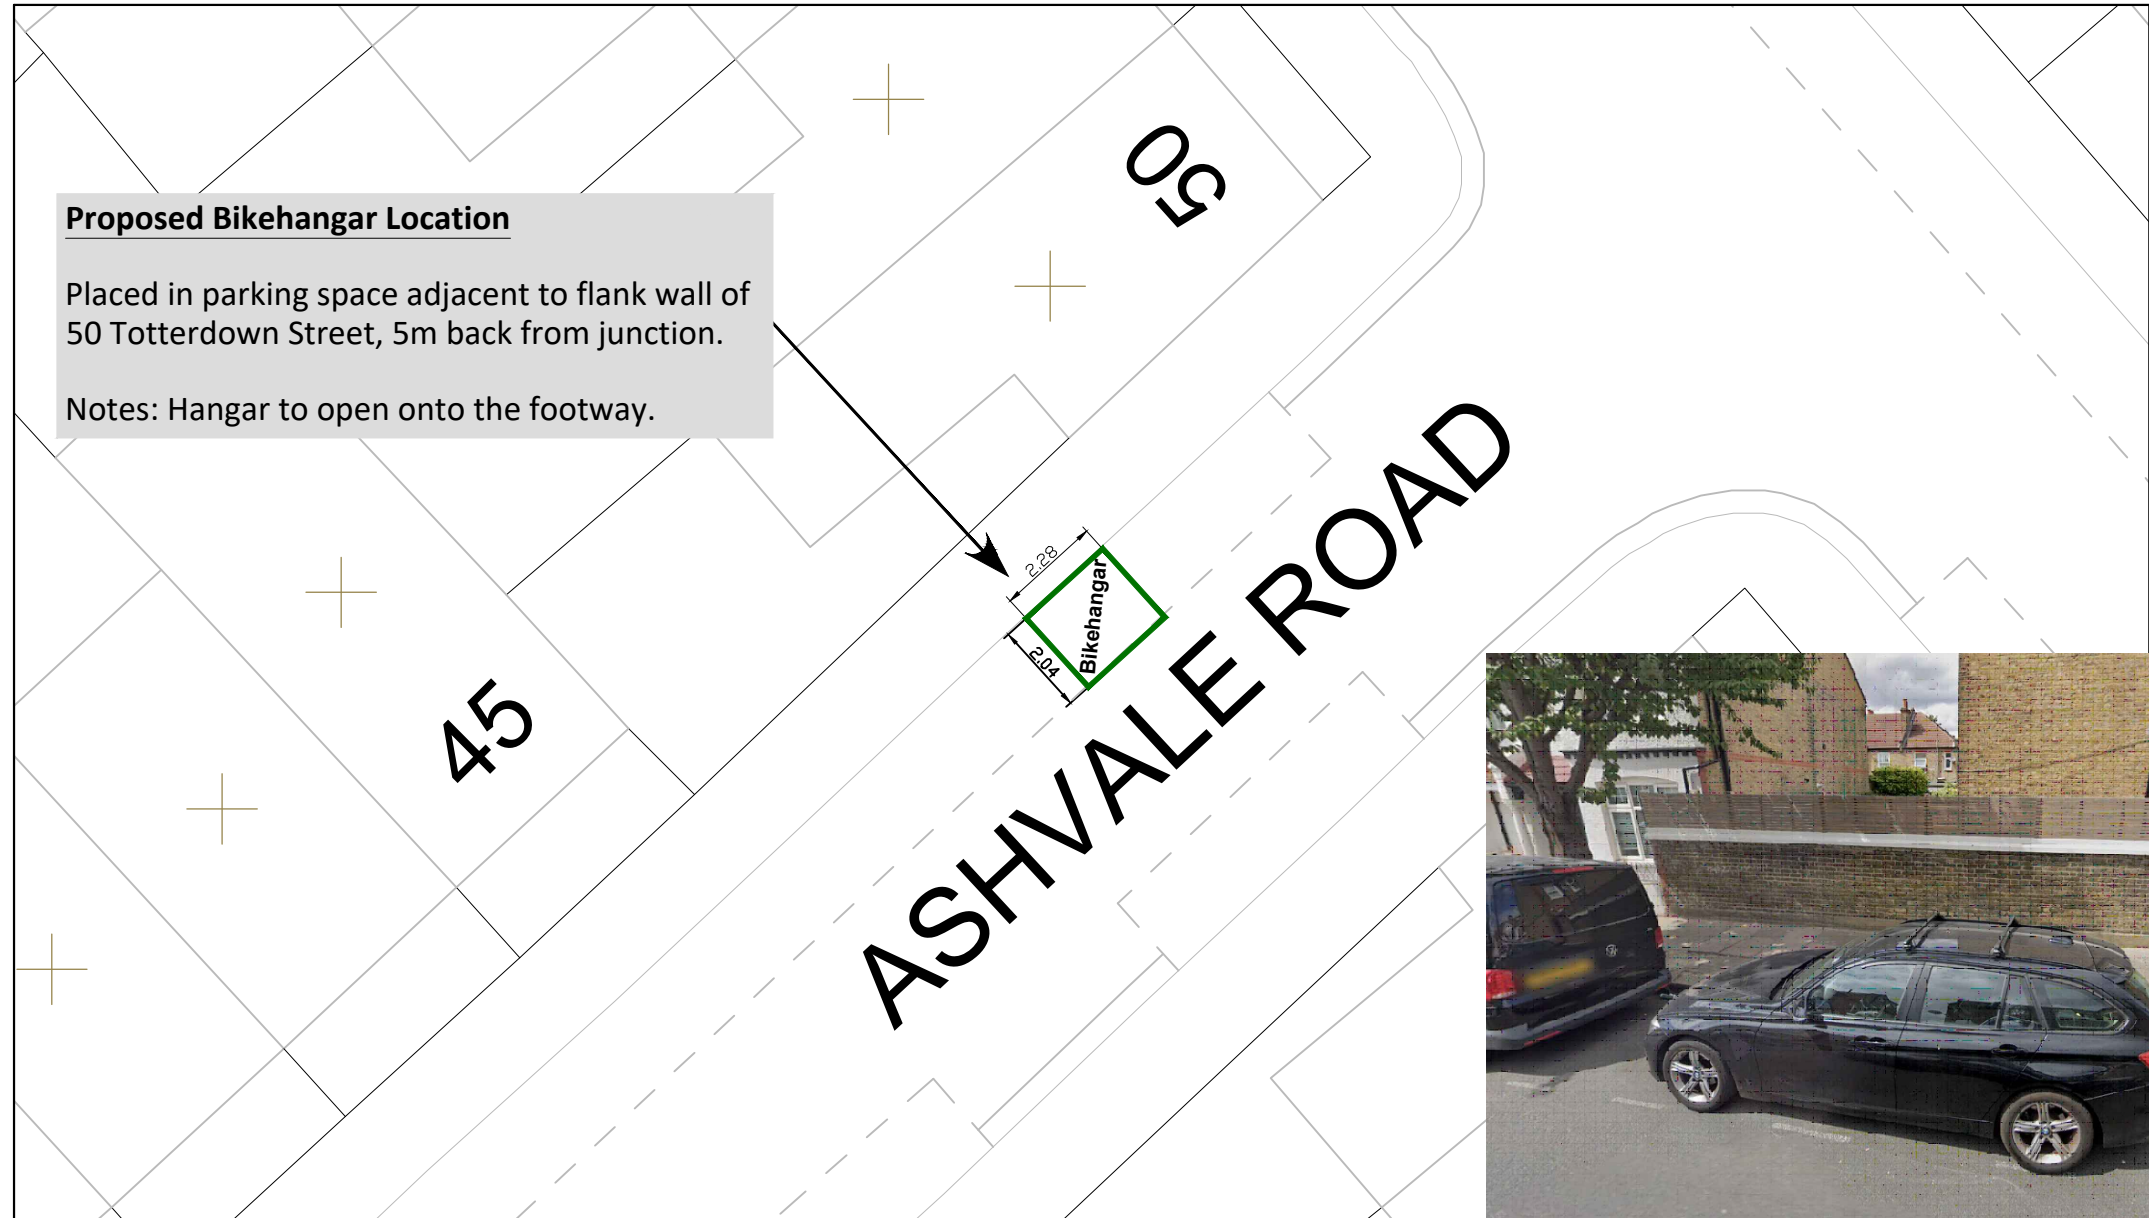 Proposed Bikehangar Location
Placed in parking space adjacent to flank wall of
50 Totterdown Street, 5m back from junction.
Notes: Hangar to open onto the footway.
50
45
2.28
2.04
Bikehangar
ASHVALE ROAD